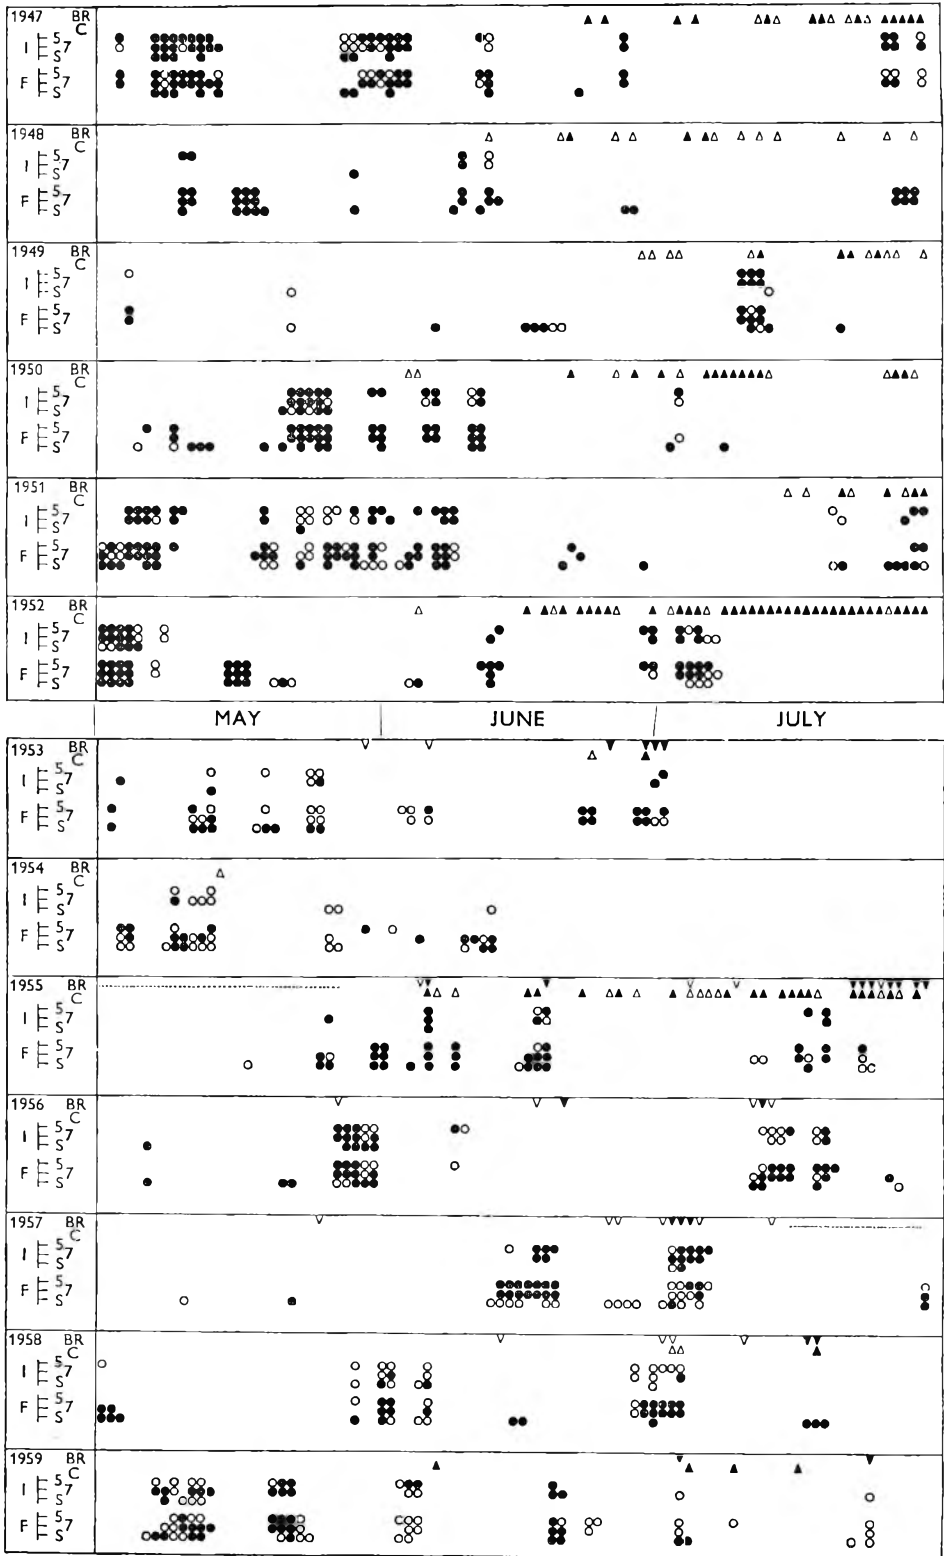 1947 BR
C
I 5
7
S
F 5
7
S
1948 BR
C
I 5
7
S
F 5
7
S
1949 BR
C
I 5
7
S
F 5
7
S
1950 BR
C
I 5
7
S
F 5
7
S
1951 BR
C
I 5
7
S
F 5
7
S
1952 BR
C
I 5
7
S
F 5
7
S
MAY JUNE JULY
1953 BR
C
I 5
7
S
F 5
7
S
1954 BR
C
I 5
7
S
F 5
7
S
1955 BR
C
I 5
7
S
F 5
7
S
1956 BR
C
I 5
7
S
F 5
7
S
1957 BR
C
I 5
7
S
F 5
7
S
1958 BR
C
I 5
7
S
F 5
7
S
1959 BR
C
I 5
7
S
F 5
7
S